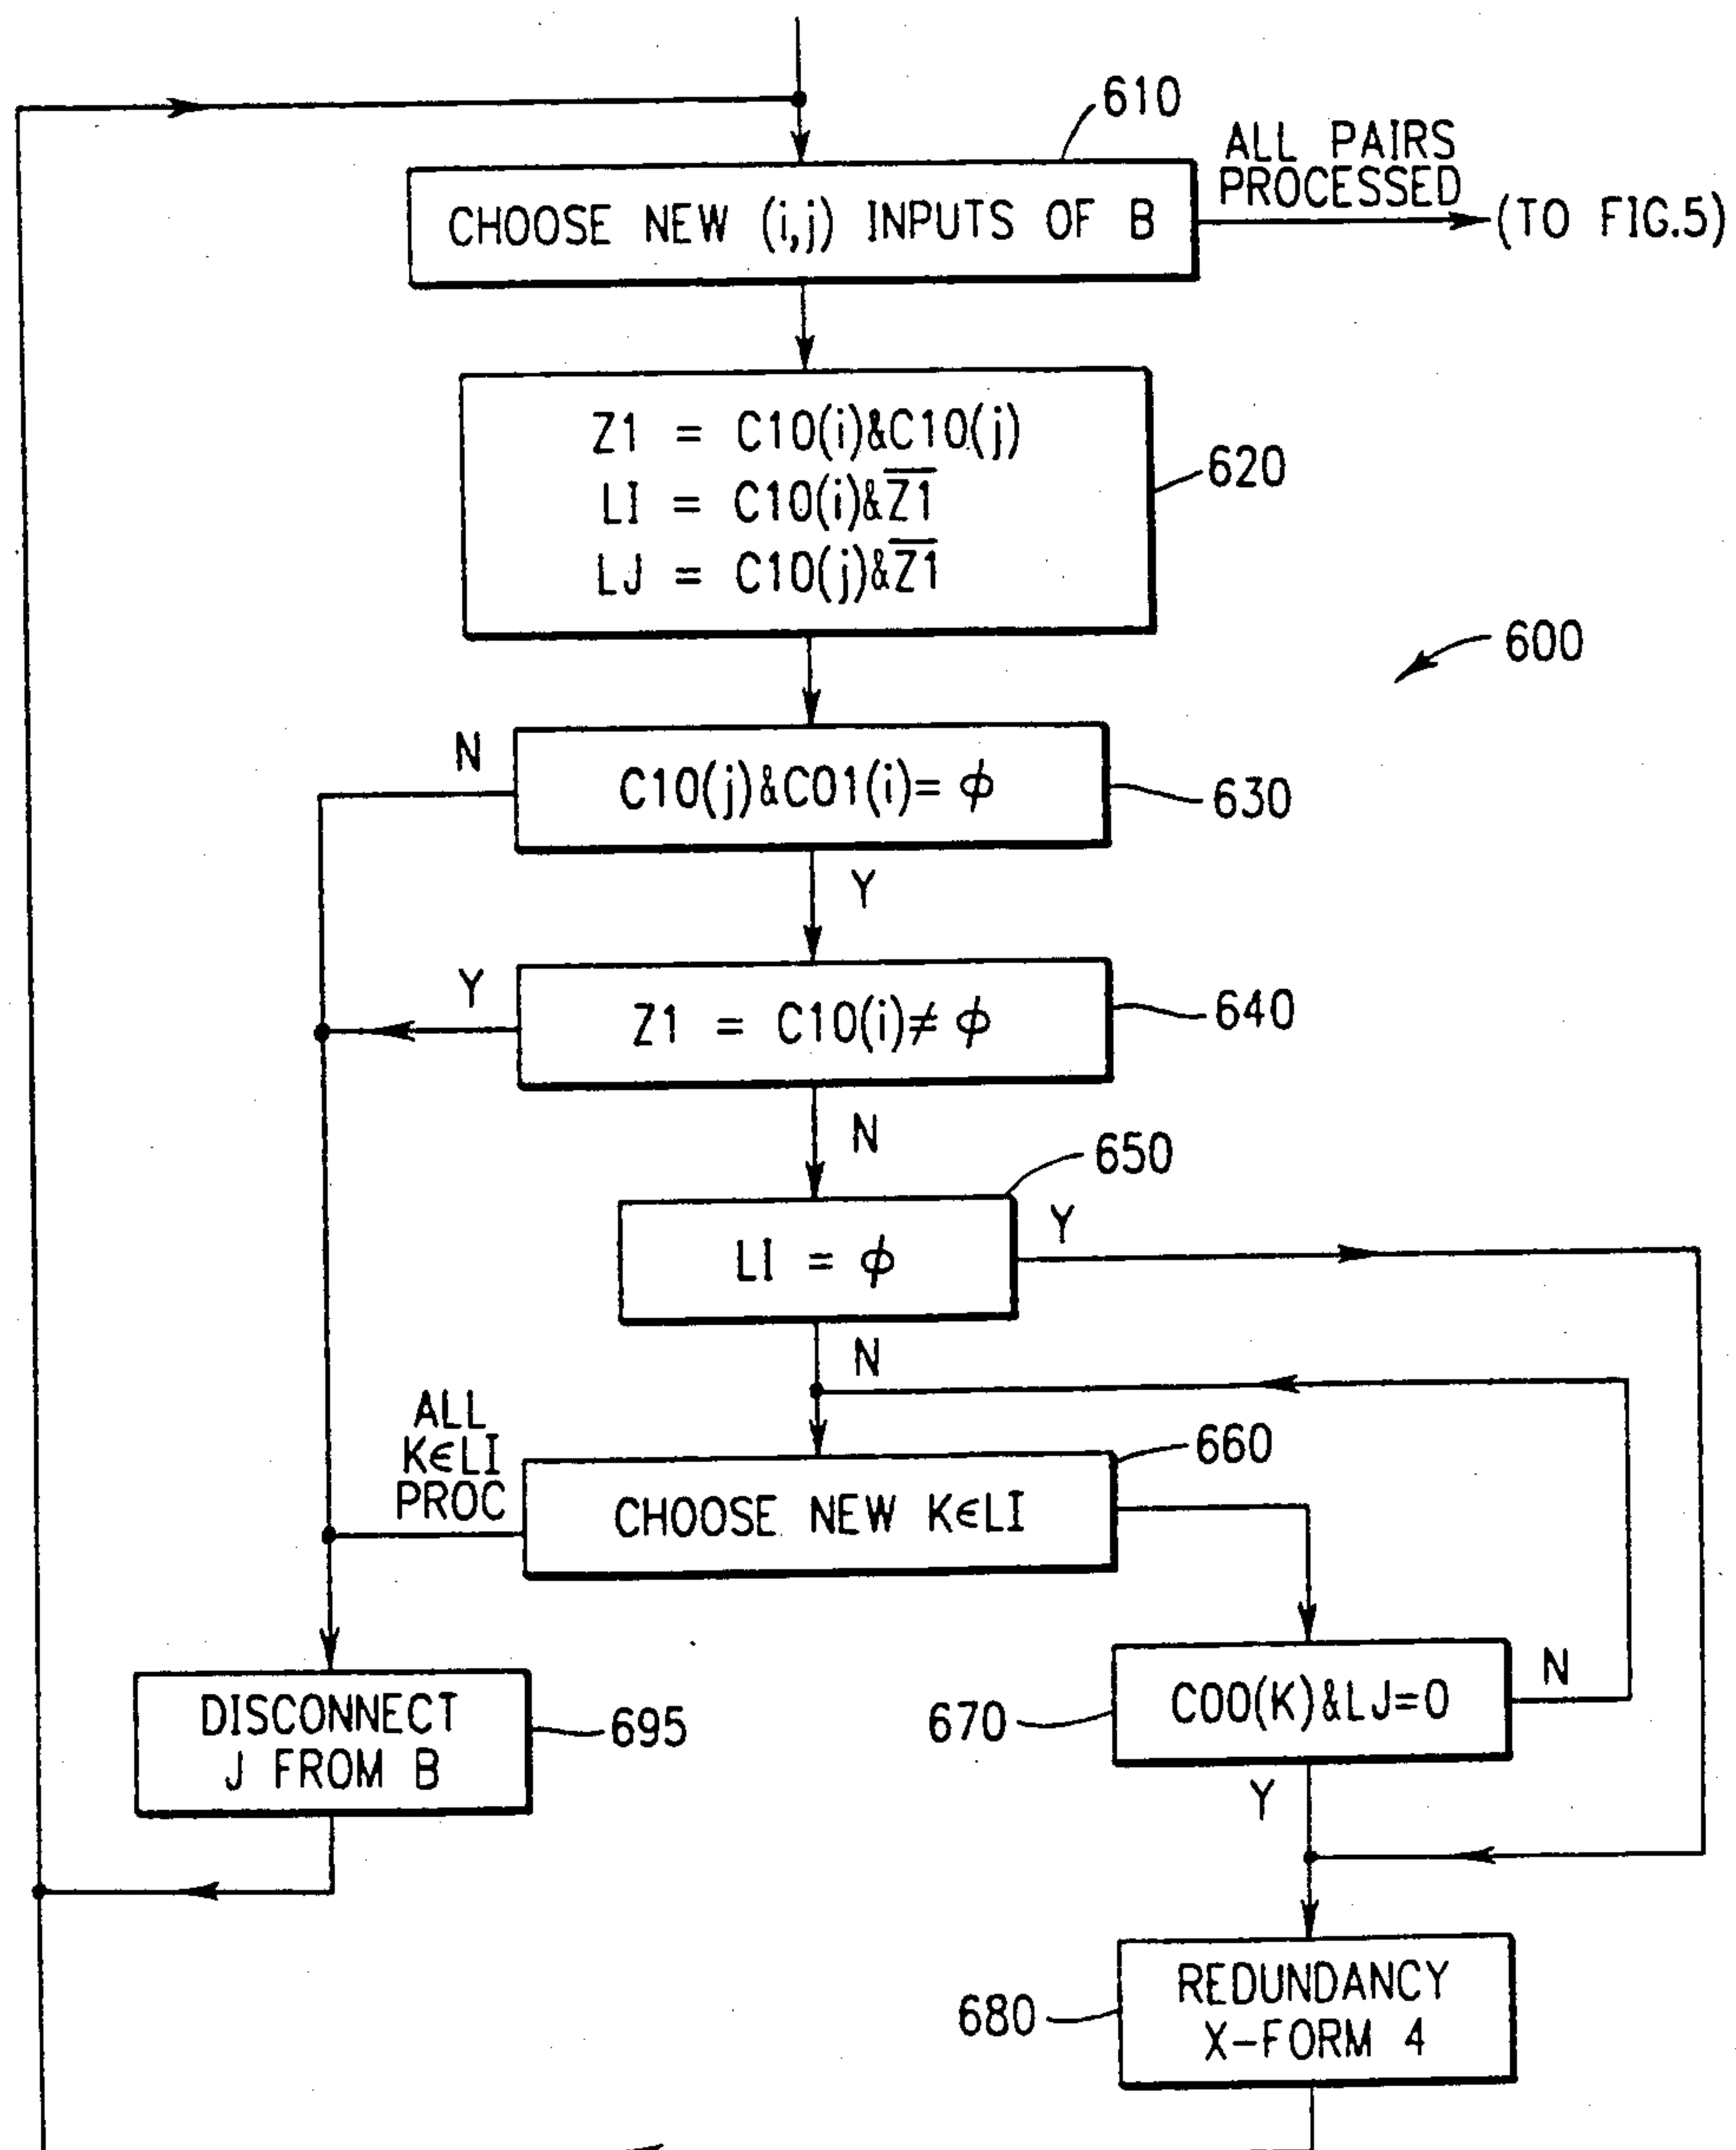 610
ALL PAIRS
PROCESSED
CHOOSE NEW (i,j) INPUTS OF B
(TO FIG.5)
Z1 = C10(i)&C10(j)
LI = C10(i)&Z̅1̅
LJ = C10(j)&Z̅1̅
620
600
N
C10(j)&C01(i)= ϕ
630
Y
Y
Z1 = C10(i)≠ ϕ
640
N
650
LI = ϕ
Y
N
ALL
K∈LI
PROC
660
CHOOSE NEW K∈LI
DISCONNECT
J FROM B
695
670
C00(K)&LJ=0
N
Y
680
REDUNDANCY
X-FORM 4